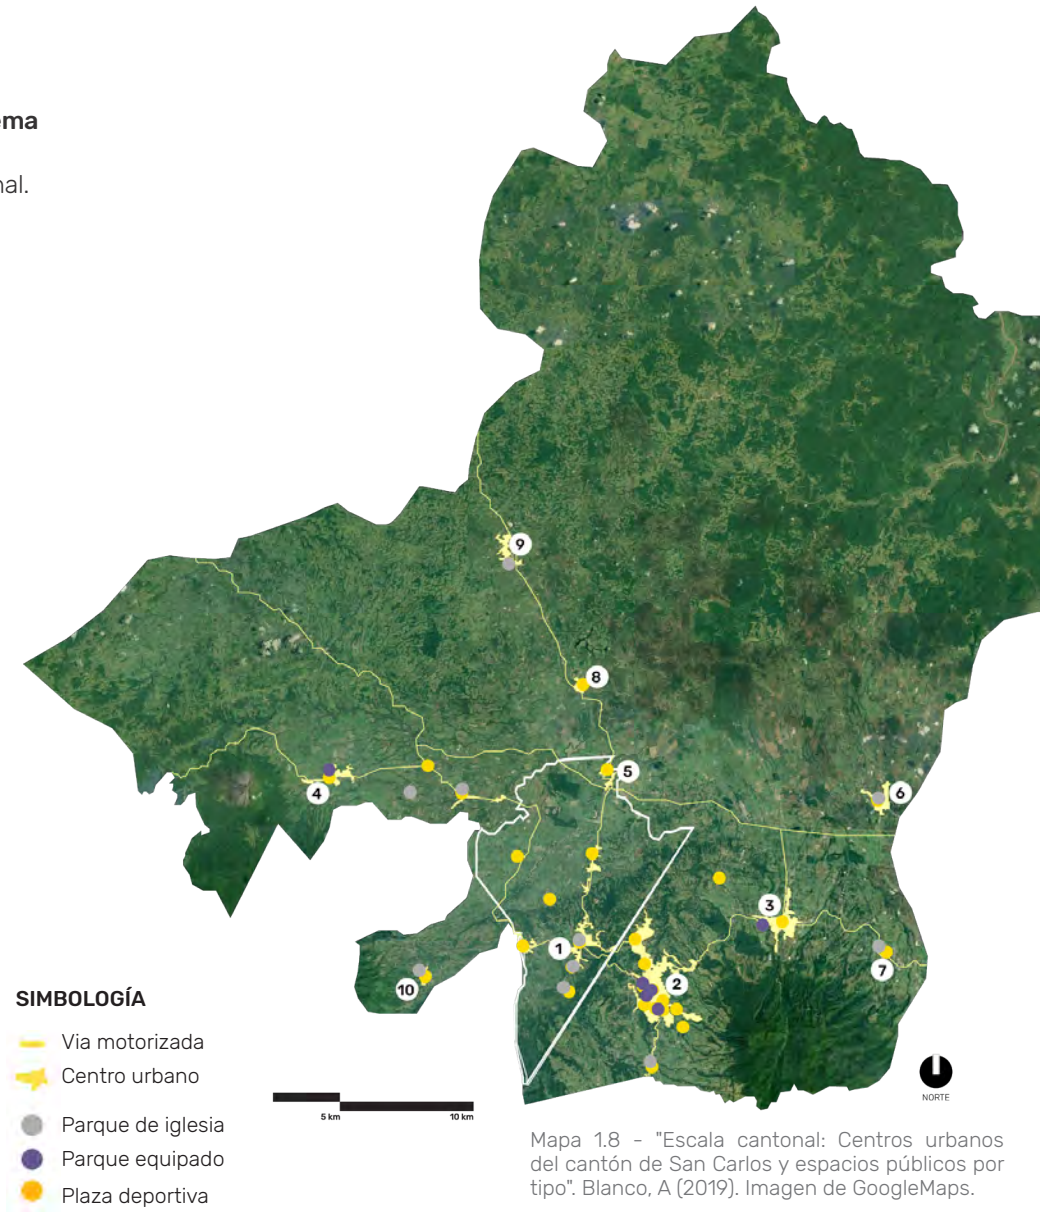 ema
nal.
9
8
5
4
6
3
1
2
7
10
SIMBOLOGÍA
Via motorizada
Centro urbano
Parque de iglesia
Parque equipado
Plaza deportiva
5 km
10 km
NORTE
Mapa 1.8 - "Escala cantonal: Centros urbanos
del cantón de San Carlos y espacios públicos por
tipo". Blanco, A (2019). Imagen de GoogleMaps.